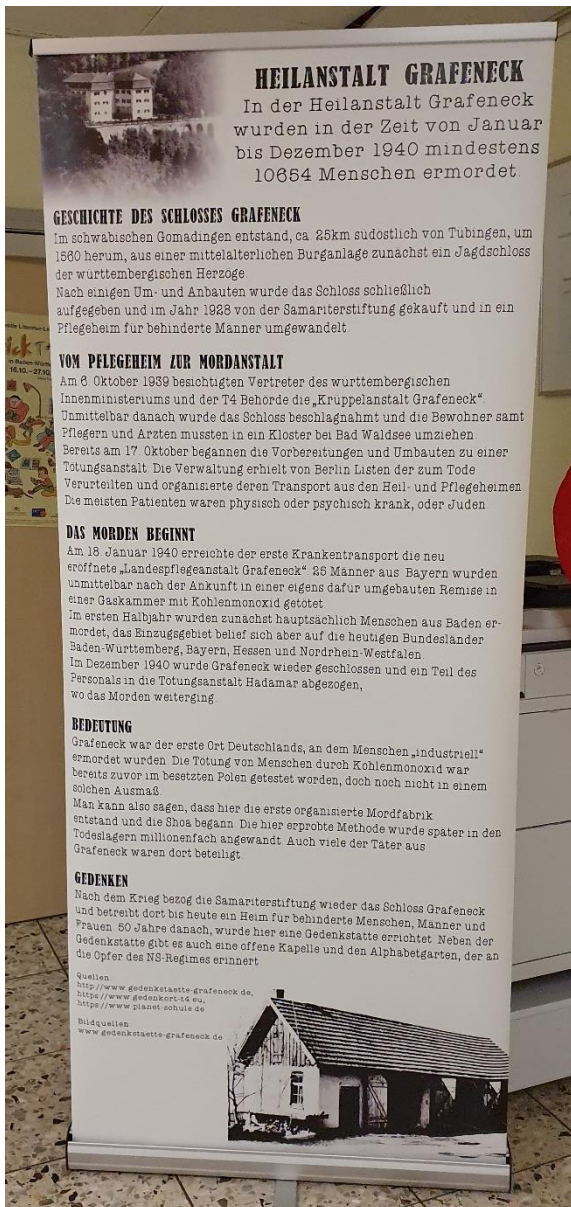 HEILANSTALT GRAFENECK
In der Heilanstalt Grafeneck
wurden in der Zeit von Januar
bis Dezember 1940 mindestens
10654 Menschen ermordet.
GESCHICHTE DES SCHLOSSES GRAFENECK
Im schwäbischen Gomadingen entstand, ca. 25km südöstlich von Tübingen, um
1560 herum, aus einer mittelalterlichen Burganlage zunächst ein Jagdschloss
der württembergischen Herzöge.
Nach einigen Um- und Anbauten wurde das Schloss schließlich
aufgegeben und im Jahr 1928 von der Samariterstiftung gekauft und in ein
Pflegeheim für behinderte Männer umgewandelt.
VOM PFLEGEHEIM ZUR MORDANSTALT
Am 6. Oktober 1939 besichtigten Vertreter des württembergischen
Innenministeriums und der T4 Behörde die „Krüppelanstalt Grafeneck“.
Unmittelbar danach wurde das Schloss beschlagnahmt und die Bewohner samt
Pflegern und Ärzten mussten in ein Kloster bei Bad Waldsee umziehen.
Bereits am 17. Oktober begannen die Vorbereitungen und Umbauten zu einer
Tötungsanstalt. Die Verwaltung erhielt von Berlin Listen der zum Tode
Verurteilten und organisierte deren Transport aus den Heil- und Pflegeheimen.
Die meisten Patienten waren physisch oder psychisch krank, oder Juden.
DAS MORDEN BEGINNT
Am 18. Januar 1940 erreichte der erste Krankentransport die neu
eröffnete „Landespflegeanstalt Grafeneck“. 25 Männer aus Bayern wurden
unmittelbar nach der Ankunft in einer eigens dafür umgebauten Remise in
einer Gaskammer mit Kohlenmonoxid getötet.
Im ersten Halbjahr wurden zunächst hauptsächlich Menschen aus Baden er-
mordet, das Einzugsgebiet belief sich aber auf die heutigen Bundesländer
Baden-Württemberg, Bayern, Hessen und Nordrhein-Westfalen.
Im Dezember 1940 wurde Grafeneck wieder geschlossen und ein Teil des
Personals in die Tötungsanstalt Hadamar abgezogen,
wo das Morden weiterging.
BEDEUTUNG
Grafeneck war der erste Ort Deutschlands, an dem Menschen „industriell“
ermordet wurden. Die Tötung von Menschen durch Kohlenmonoxid war
bereits zuvor im besetzten Polen getestet worden, doch noch nicht in einem
solchen Ausmaß.
Man kann also sagen, dass hier die erste organisierte Mordfabrik
entstand und die Shoa begann. Die hier erprobte Methode wurde später in den
Todeslagern millionenfach angewandt. Auch viele der Täter aus
Grafeneck waren dort beteiligt.
GEDENKEN
Nach dem Krieg bezog die Samariterstiftung wieder das Schloss Grafeneck
und betreibt dort bis heute ein Heim für behinderte Menschen, Männer und
Frauen. 50 Jahre danach, wurde hier eine Gedenkstätte errichtet. Neben der
Gedenkstätte gibt es auch eine offene Kapelle und den Alphabetgarten, der an
die Opfer des NS-Regimes erinnert.
Quellen:
http://www.gedenkstaette-grafeneck.de,
https://www.gedenkort-t4.eu,
https://www.planet-schule.de
Bildquellen:
www.gedenkstaette-grafeneck.de
16.10.-27.10.